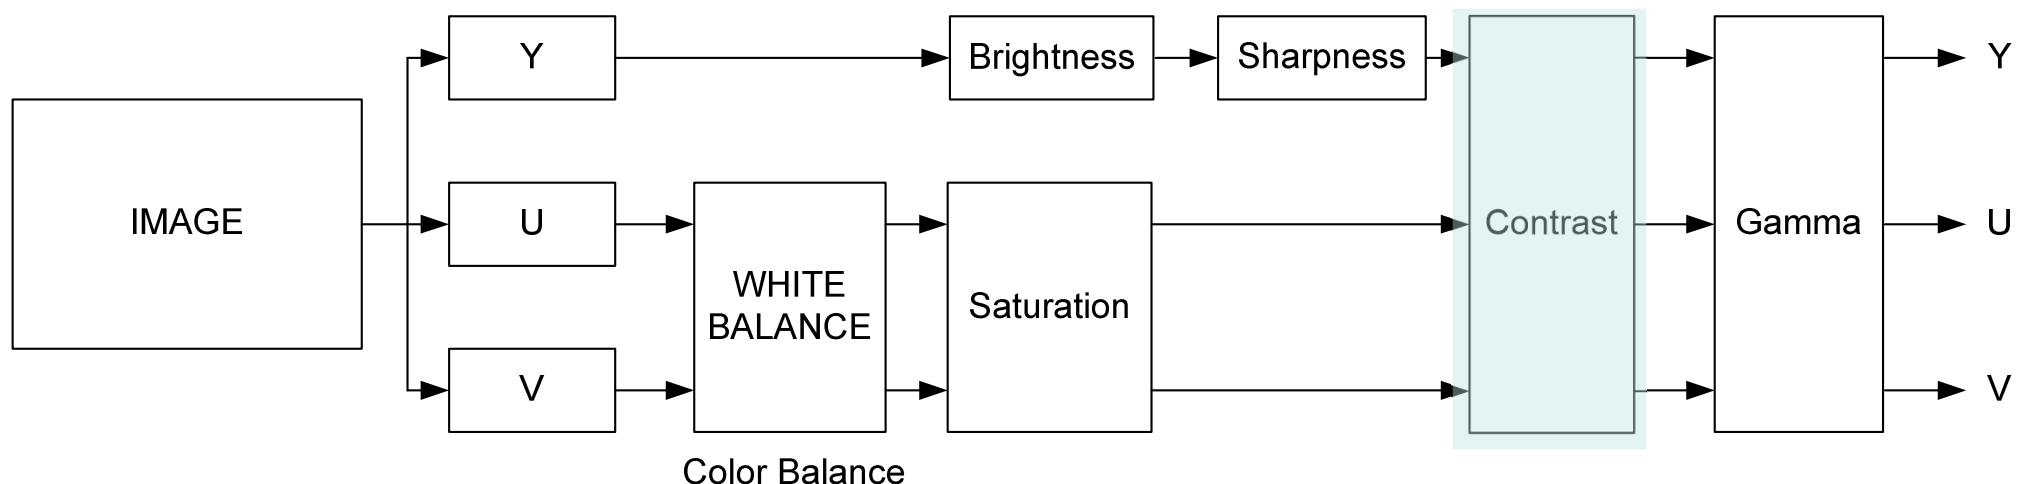 Y
Brightness
Sharpness
Y
IMAGE
U
WHITE
BALANCE
Saturation
Contrast
Gamma
U
V
V
Color Balance